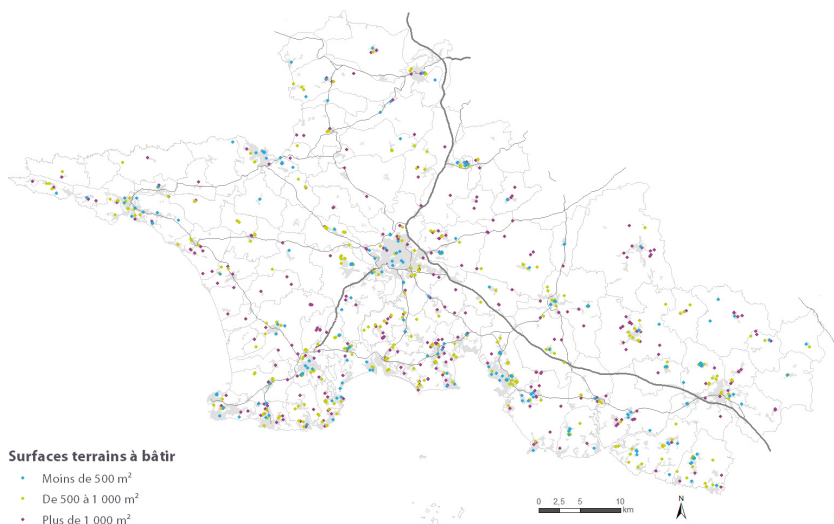 Surfaces terrains à bâtir
Moins de 500 m²
De 500 à 1 000 m²
Plus de 1 000 m²
0 2,5 5 10
km
N